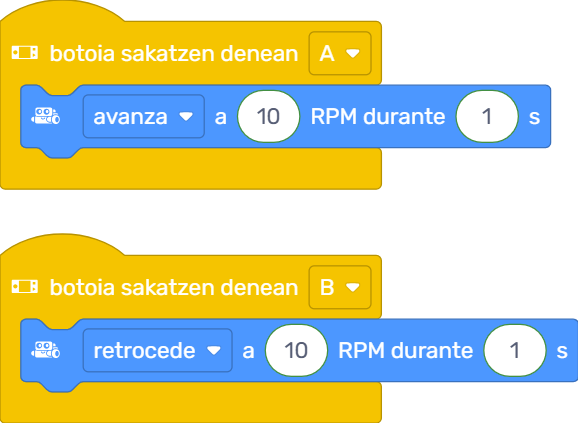 botoia sakatzen denean A
avanza a 10 RPM durante 1 s
botoia sakatzen denean B
retrocede a 10 RPM durante 1 s